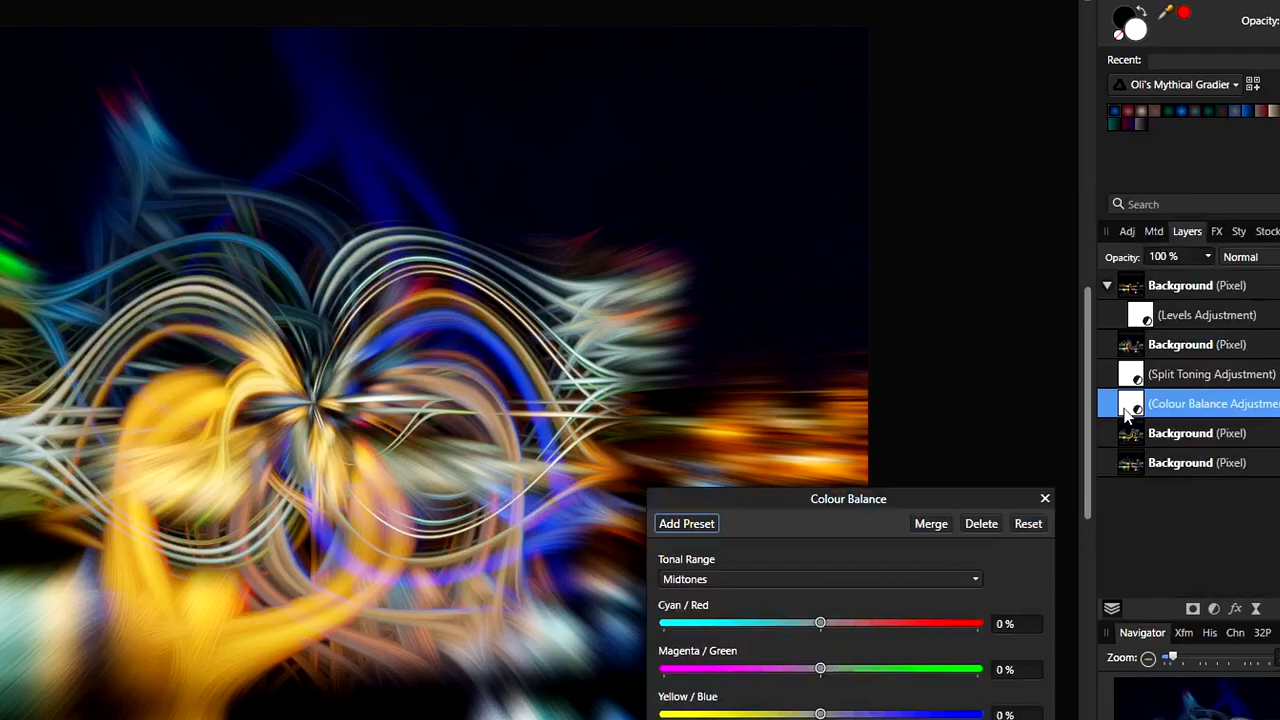 Opacity:
Recent:
Oli's Mythical Gradier
Search
Adj Mtd Layers FX Sty Stock
Opacity: 100 % Normal
Background (Pixel)
(Levels Adjustment)
Background (Pixel)
(Split Toning Adjustment)
(Colour Balance Adjustme
Background (Pixel)
Background (Pixel)
Colour Balance
Add Preset Merge Delete Reset
Tonal Range
Midtones
Cyan / Red
0 %
Magenta / Green
0 %
Yellow / Blue
0 %
fx
Navigator Xfm His Chn 32P
Zoom: